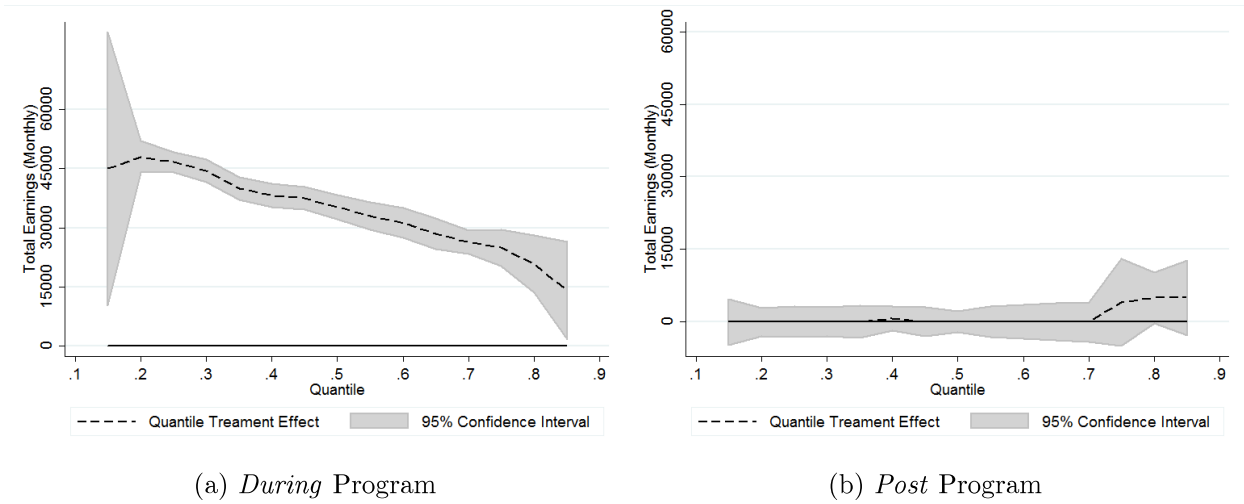 Total Earnings (Monthly)
60000
45000
30000
15000
0
.1 .2 .3 .4 .5 .6 .7 .8 .9
Quantile
Quantile Treament Effect 95% Confidence Interval
(a) During Program
Total Earnings (Monthly)
60000
45000
30000
15000
0
.1 .2 .3 .4 .5 .6 .7 .8 .9
Quantile
Quantile Treament Effect 95% Confidence Interval
(b) Post Program